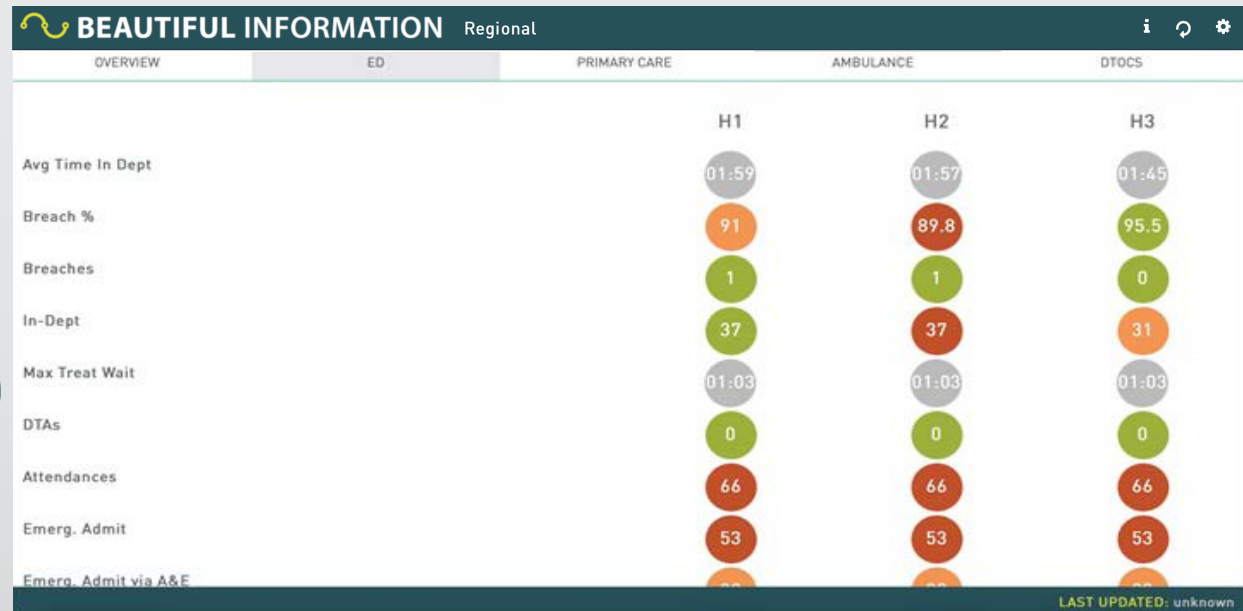 BEAUTIFUL INFORMATION Regional
OVERVIEW ED PRIMARY CARE AMBULANCE DTOCS
H1 H2 H3
Avg Time In Dept 01:59 01:57 01:45
Breach % 91 89.8 95.5
Breaches 1 1 0
In-Dept 37 37 31
Max Treat Wait 01:03 01:03 01:03
DTAs 0 0 0
Attendances 66 66 66
Emerg. Admit 53 53 53
Emerg. Admit via A&E
LAST UPDATED: unknown